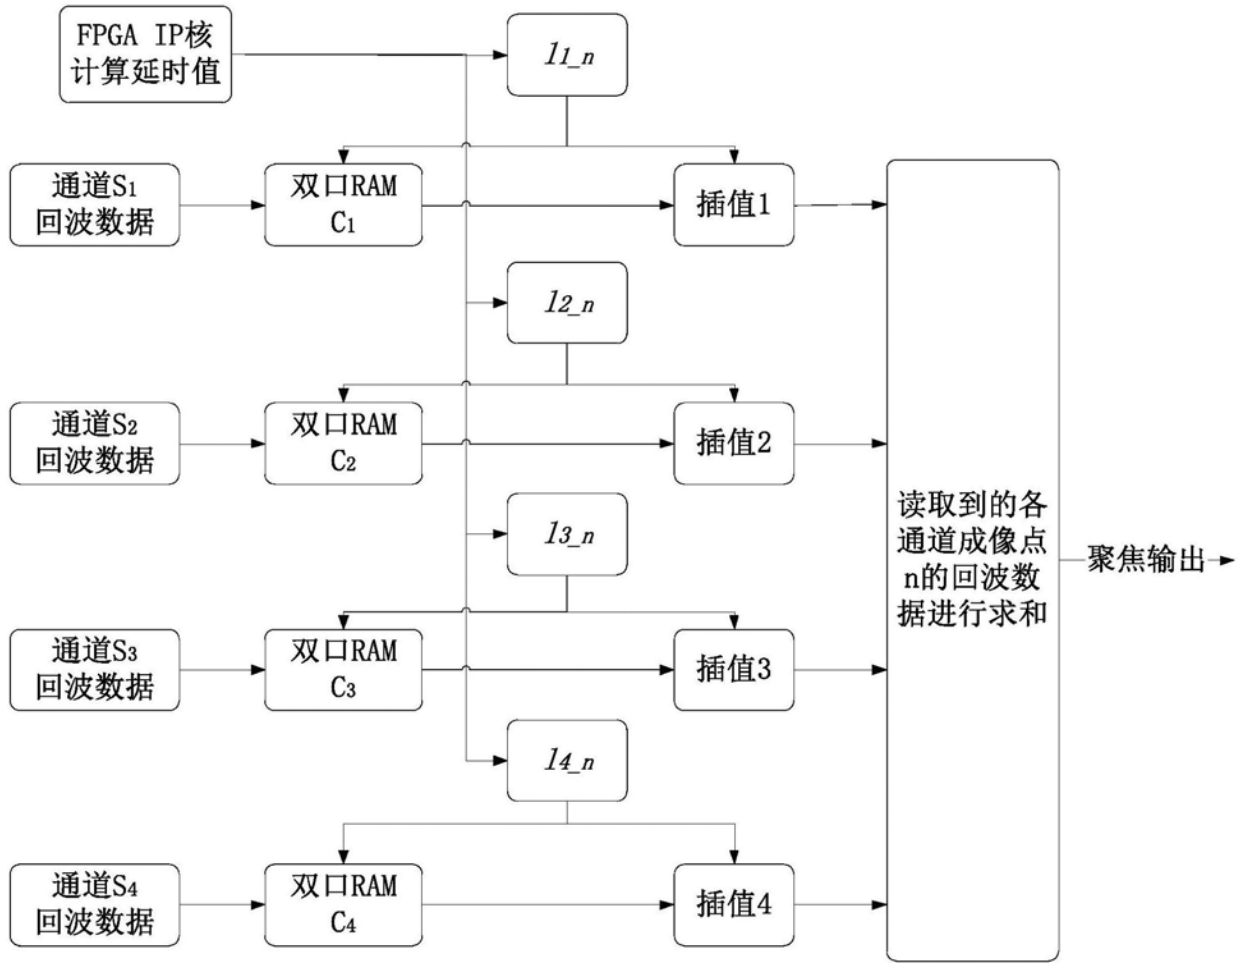 FPGA IP核
计算延时值
l1_n
通道S1
回波数据
双口RAM
C1
插值1
l2_n
通道S2
回波数据
双口RAM
C2
插值2
l3_n
读取到的各
通道成像点
n的回波数
据进行求和
聚焦输出
通道S3
回波数据
双口RAM
C3
插值3
l4_n
通道S4
回波数据
双口RAM
C4
插值4